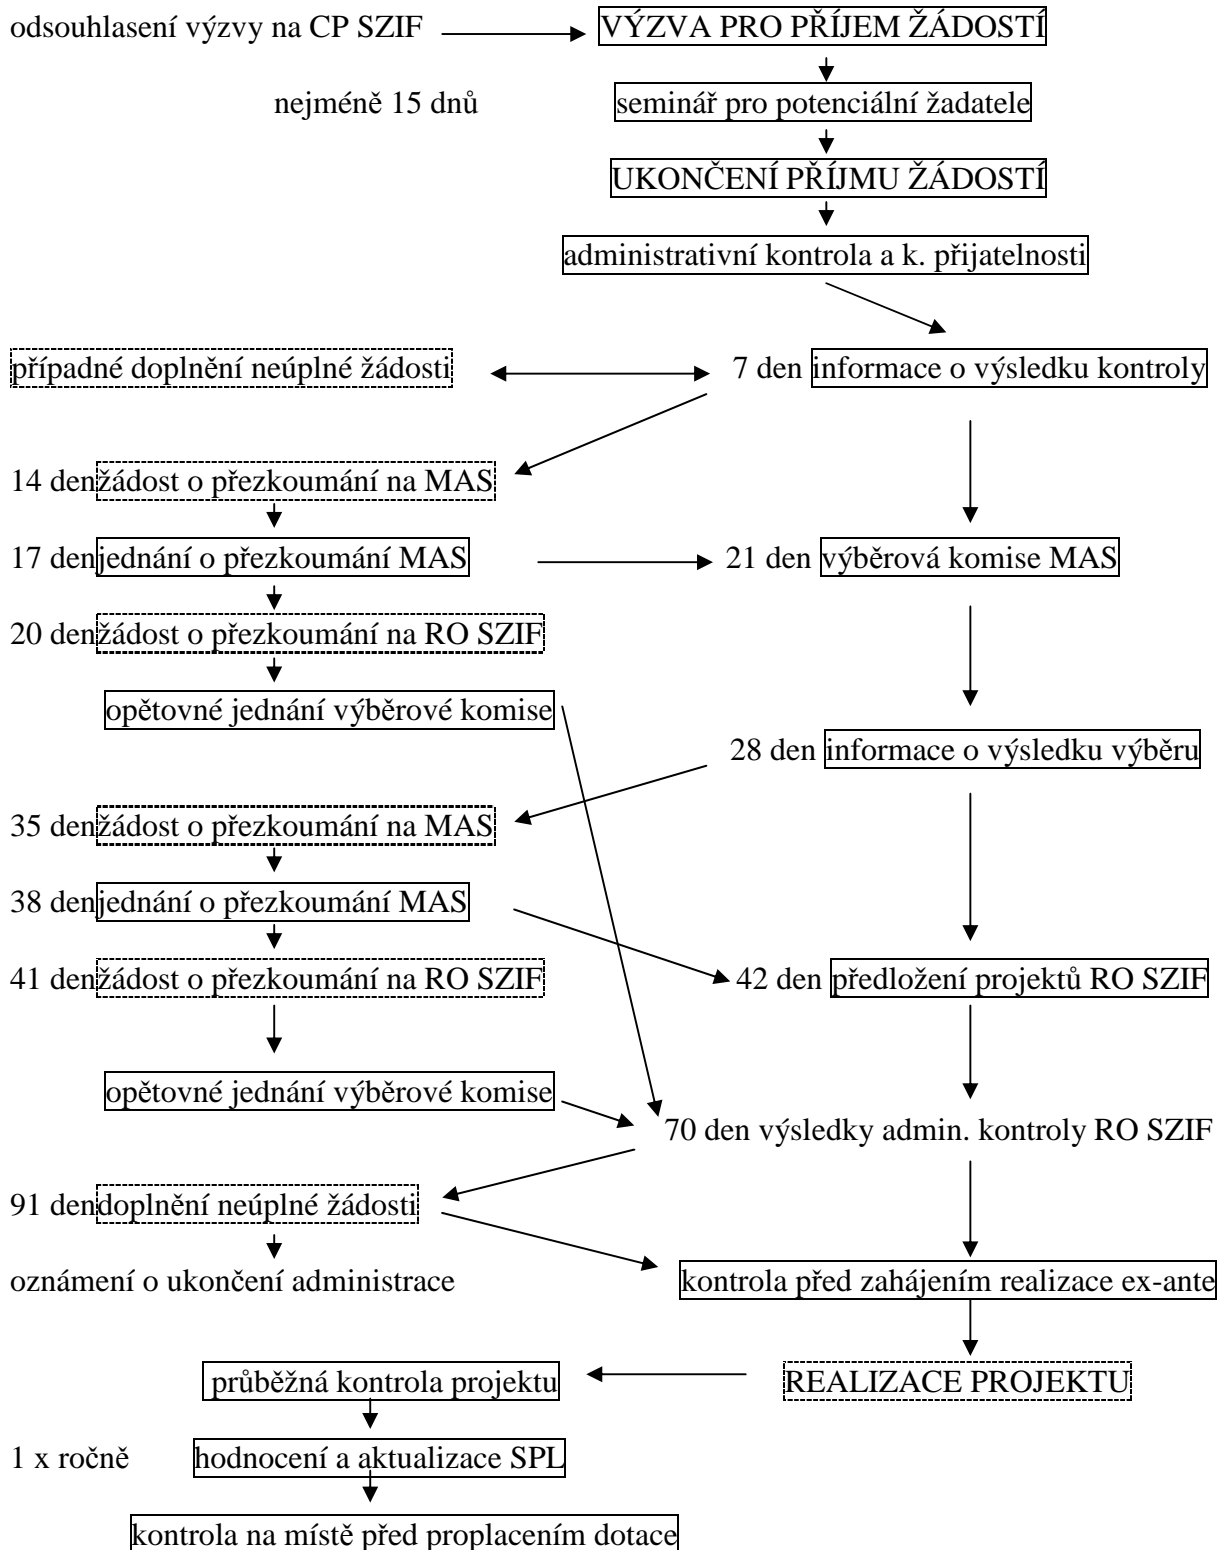 odsouhlasení výzvy na CP SZIF VÝZVA PRO PŘÍJEM ŽÁDOSTÍ
nejméně 15 dnů seminář pro potenciální žadatele
UKONČENÍ PŘÍJMU ŽÁDOSTÍ
administrativní kontrola a k. přijatelnosti
případné doplnění neúplné žádosti 7 den informace o výsledku kontroly
14 den žádost o přezkoumání na MAS
17 den jednání o přezkoumání MAS 21 den výběrová komise MAS
20 den žádost o přezkoumání na RO SZIF
opětovné jednání výběrové komise
28 den informace o výsledku výběru
35 den žádost o přezkoumání na MAS
38 den jednání o přezkoumání MAS
41 den žádost o přezkoumání na RO SZIF 42 den předložení projektů RO SZIF
opětovné jednání výběrové komise
70 den výsledky admin. kontroly RO SZIF
91 den doplnění neúplné žádosti
oznámení o ukončení administrace kontrola před zahájením realizace ex-ante
průběžná kontrola projektu REALIZACE PROJEKTU
1 x ročně hodnocení a aktualizace SPL
kontrola na místě před proplacením dotace